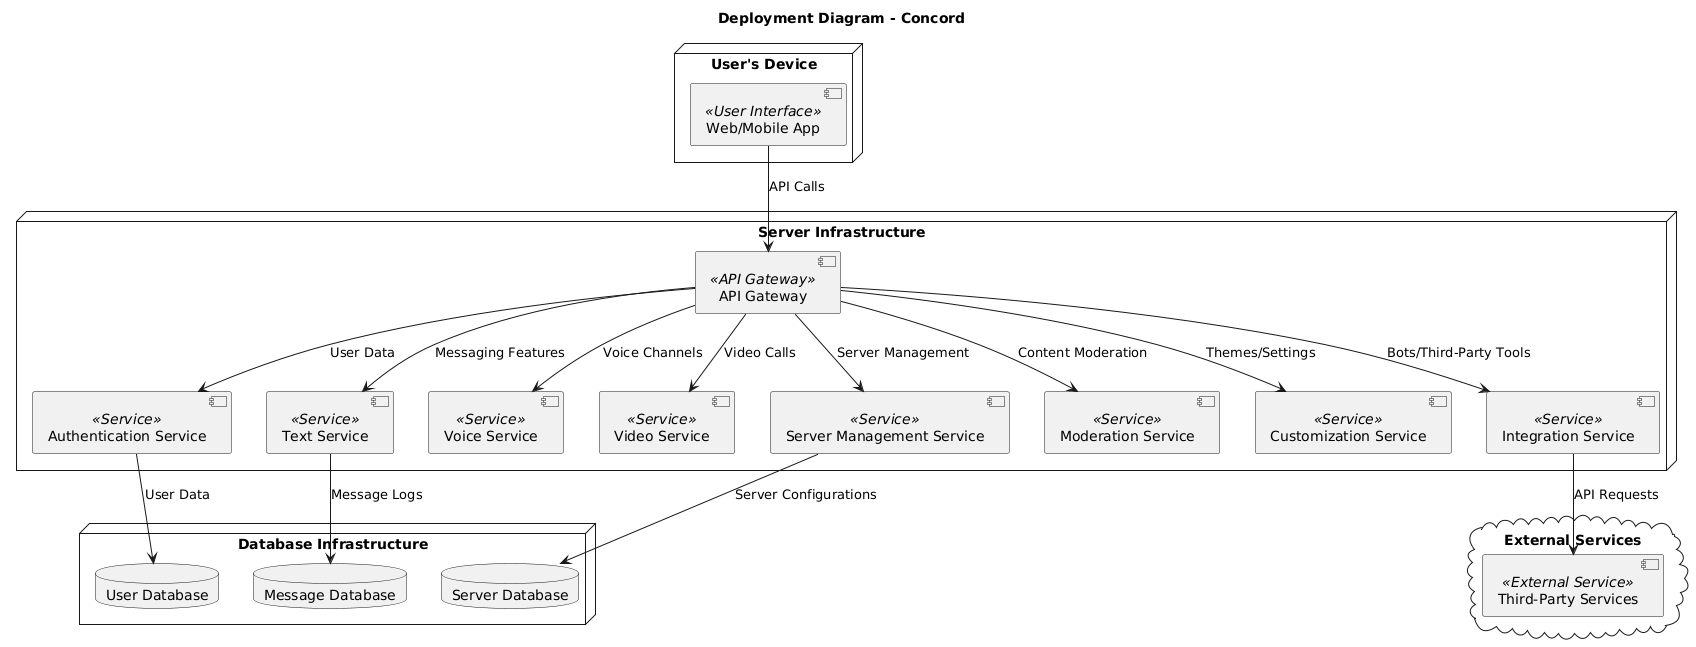 Deployment Diagram - Concord
User's Device
«User Interface»
Web/Mobile App
API Calls
Server Infrastructure
«API Gateway»
API Gateway
User Data
Messaging Features
Voice Channels
Video Calls
Server Management
Content Moderation
Themes/Settings
Bots/Third-Party Tools
«Service»
Authentication Service
«Service»
Text Service
«Service»
Voice Service
«Service»
Video Service
«Service»
Server Management Service
«Service»
Moderation Service
«Service»
Customization Service
«Service»
Integration Service
User Data
Message Logs
Server Configurations
API Requests
Database Infrastructure
User Database
Message Database
Server Database
External Services
«External Service»
Third-Party Services